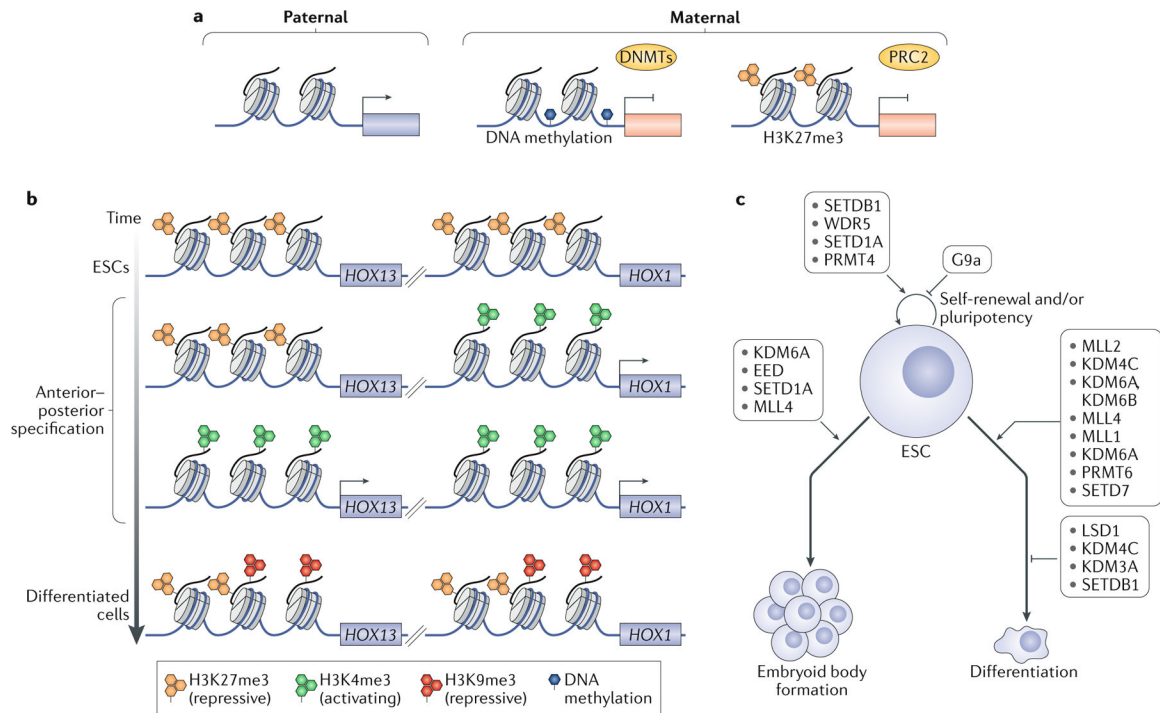 a
Paternal
Maternal
DNMTs
PRC2
DNA methylation
H3K27me3
b
Time
ESCs
HOX13
HOX1
Anterior–
posterior
specification
HOX13
HOX1
HOX13
HOX1
Differentiated
cells
HOX13
HOX1
H3K27me3
(repressive)
H3K4me3
(activating)
H3K9me3
(repressive)
DNA
methylation
c
• SETDB1
• WDR5
• SETD1A
• PRMT4
G9a
Self-renewal and/or
pluripotency
• KDM6A
• EED
• SETD1A
• MLL4
ESC
• MLL2
• KDM4C
• KDM6A,
KDM6B
• MLL4
• MLL1
• KDM6A
• PRMT6
• SETD7
• LSD1
• KDM4C
• KDM3A
• SETDB1
Embryoid body
formation
Differentiation